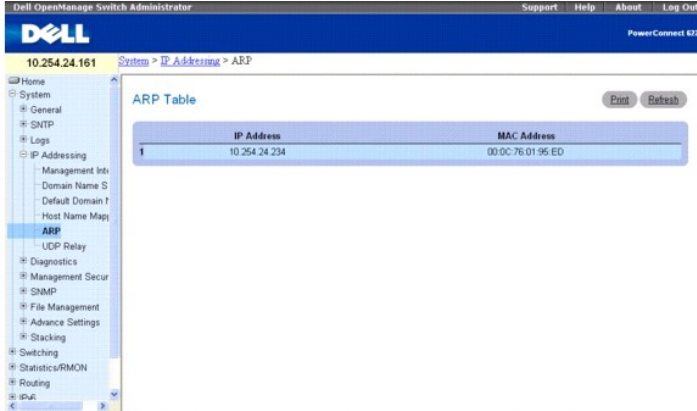 Dell OpenManage Switch Administrator Support Help About Log Out
DELL
PowerConnect 622
10.254.24.161
System > IP Addressing > ARP
Home
System
General
SNTP
Logs
IP Addressing
Management Inte
Domain Name S
Default Domain N
Host Name Mapp
ARP
UDP Relay
Diagnostics
Management Secur
SNMP
File Management
Advance Settings
Stacking
Switching
Statistics/RMON
Routing
IPv6
ARP Table
Print Refresh
IP Address MAC Address
1 10.254.24.234 00:0C:76:01:95:ED